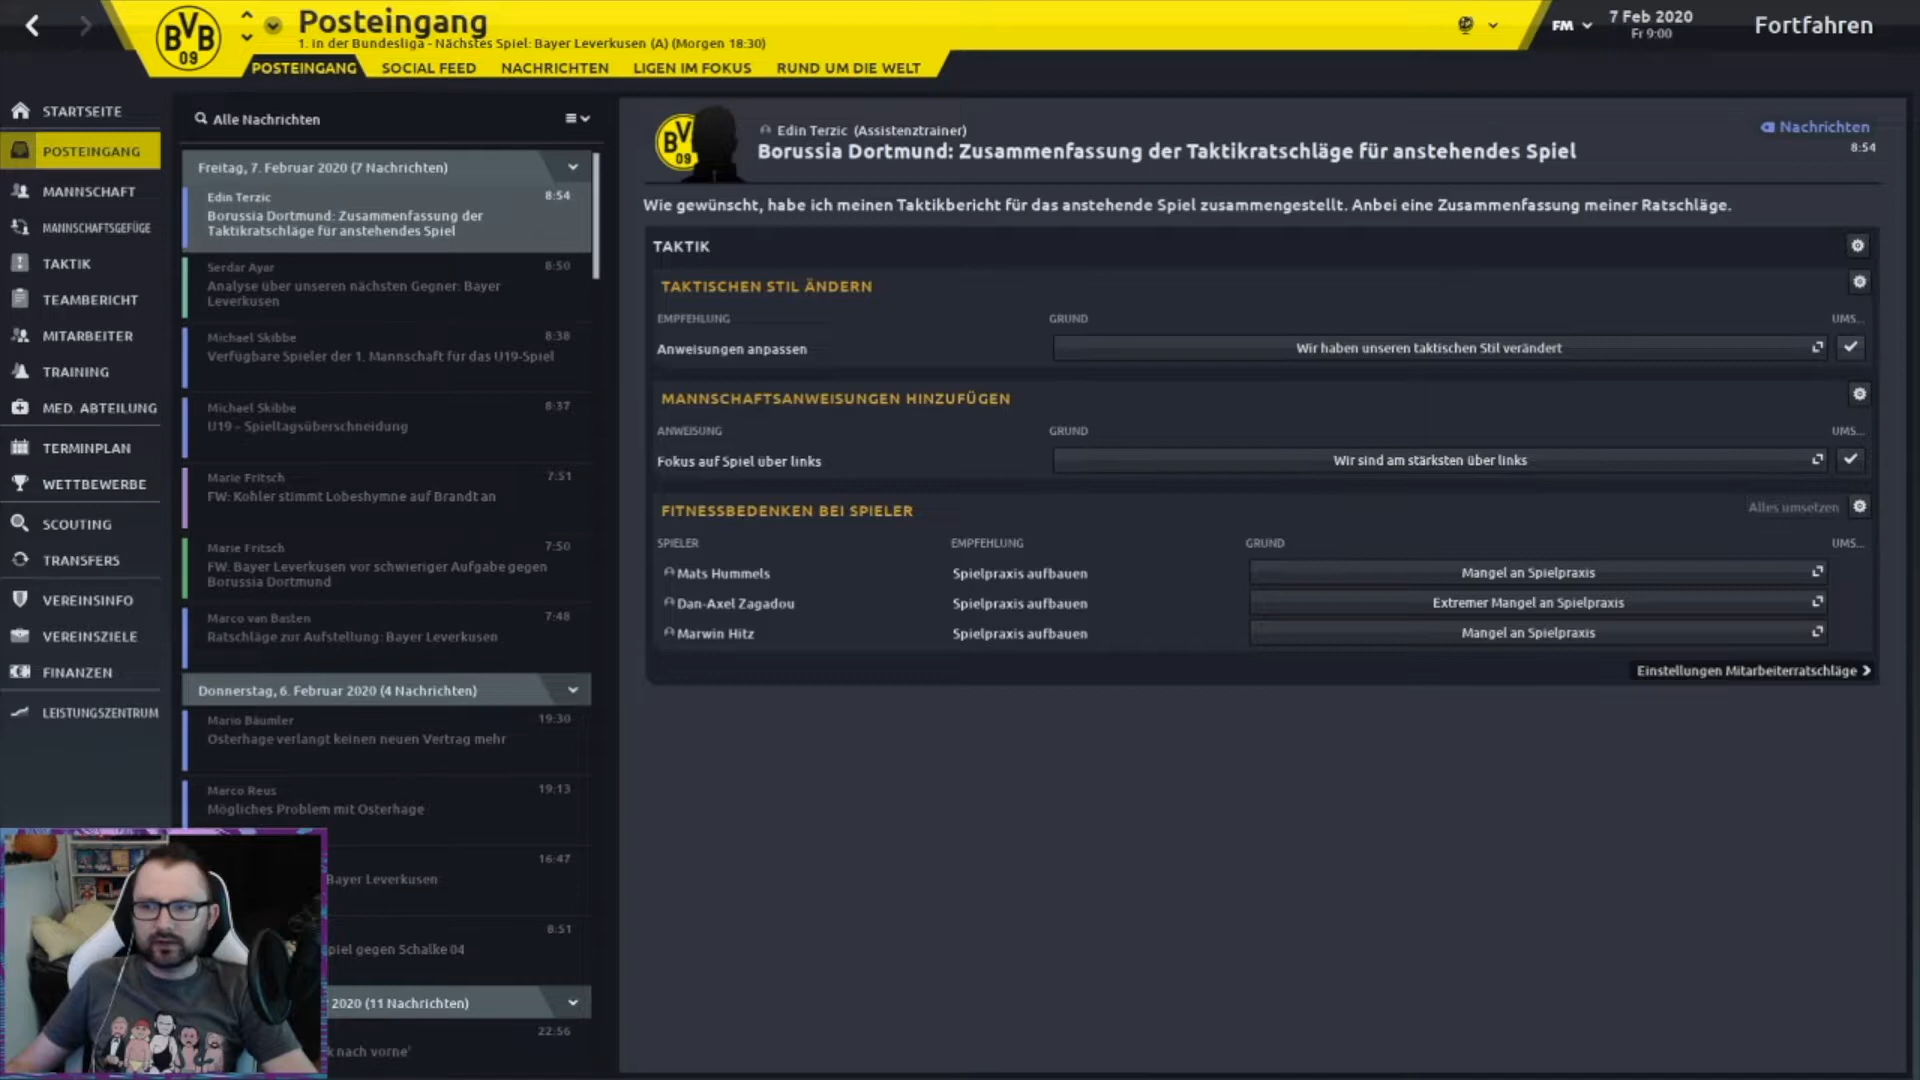 Posteingang
1. in der Bundesliga - Nächstes Spiel: Bayer Leverkusen (A) (Morgen 18:30)
FM
7 Feb 2020
Fr 9:00
Fortfahren
BVB
09
POSTEINGANG
SOCIAL FEED
NACHRICHTEN
LIGEN IM FOKUS
RUND UM DIE WELT
STARTSEITE
POSTEINGANG
MANNSCHAFT
MANNSCHAFTSGEFÜGE
TAKTIK
TEAMBERICHT
MITARBEITER
TRAINING
MED. ABTEILUNG
TERMINPLAN
WETTBEWERBE
SCOUTING
TRANSFERS
VEREINSINFO
VEREINSZIELE
FINANZEN
LEISTUNGSZENTRUM
Alle Nachrichten
Freitag, 7. Februar 2020 (7 Nachrichten)
Edin Terzic 8:54
Borussia Dortmund: Zusammenfassung der
Taktikratschläge für anstehendes Spiel
Serdar Ayar 8:50
Analyse über unseren nächsten Gegner: Bayer
Leverkusen
Michael Skibbe 8:38
Verfügbare Spieler der 1. Mannschaft für das U19-Spiel
Michael Skibbe 8:37
U19 - Spieltagsüberschneidung
Marie Fritsch 7:51
FW: Kohler stimmt Lobeshymne auf Brandt an
Marie Fritsch 7:50
FW: Bayer Leverkusen vor schwieriger Aufgabe gegen
Borussia Dortmund
Marco van Basten 7:48
Ratschläge zur Aufstellung: Bayer Leverkusen
Donnerstag, 6. Februar 2020 (4 Nachrichten)
Mario Bäumler 19:30
Osterhage verlangt keinen neuen Vertrag mehr
Marco Reus 19:13
Mögliches Problem mit Osterhage
16:47
Bayer Leverkusen
8:51
piel gegen Schalke 04
2020 (11 Nachrichten)
22:56
k nach vorne'
BV
09
Edin Terzic (Assistenztrainer)
Borussia Dortmund: Zusammenfassung der Taktikratschläge für anstehendes Spiel
Nachrichten
8:54
Wie gewünscht, habe ich meinen Taktikbericht für das anstehende Spiel zusammengestellt. Anbei eine Zusammenfassung meiner Ratschläge.
TAKTIK
TAKTISCHEN STIL ÄNDERN
EMPFEHLUNG GRUND UMS...
Anweisungen anpassen Wir haben unseren taktischen Stil verändert
MANNSCHAFTSANWEISUNGEN HINZUFÜGEN
ANWEISUNG GRUND UMS...
Fokus auf Spiel über links Wir sind am stärksten über links
FITNESSBEDENKEN BEI SPIELER Alles umsetzen
SPIELER EMPFEHLUNG GRUND UMS...
Mats Hummels Spielpraxis aufbauen Mangel an Spielpraxis
Dan-Axel Zagadou Spielpraxis aufbauen Extremer Mangel an Spielpraxis
Marwin Hitz Spielpraxis aufbauen Mangel an Spielpraxis
Einstellungen Mitarbeiterratschläge